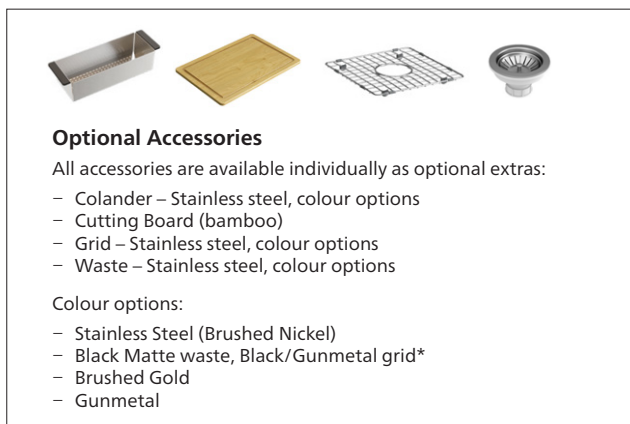 Optional Accessories
All accessories are available individually as optional extras:
– Colander – Stainless steel, colour options
– Cutting Board (bamboo)
– Grid – Stainless steel, colour options
– Waste – Stainless steel, colour options
Colour options:
– Stainless Steel (Brushed Nickel)
– Black Matte waste, Black/Gunmetal grid*
– Brushed Gold
– Gunmetal